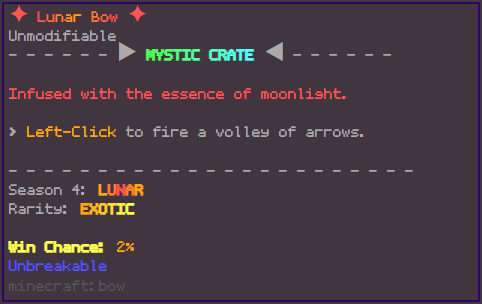 ✦ Lunar Bow ✦
Unmodifiable
- - - - - - ▶ MYSTIC CRATE ◀ - - - - - -
Infused with the essence of moonlight.
> Left-Click to fire a volley of arrows.
- - - - - - - - - - - - - - - - - - - - - - - -
Season 4: LUNAR
Rarity: EXOTIC
Win Chance: 2%
Unbreakable
minecraft:bow